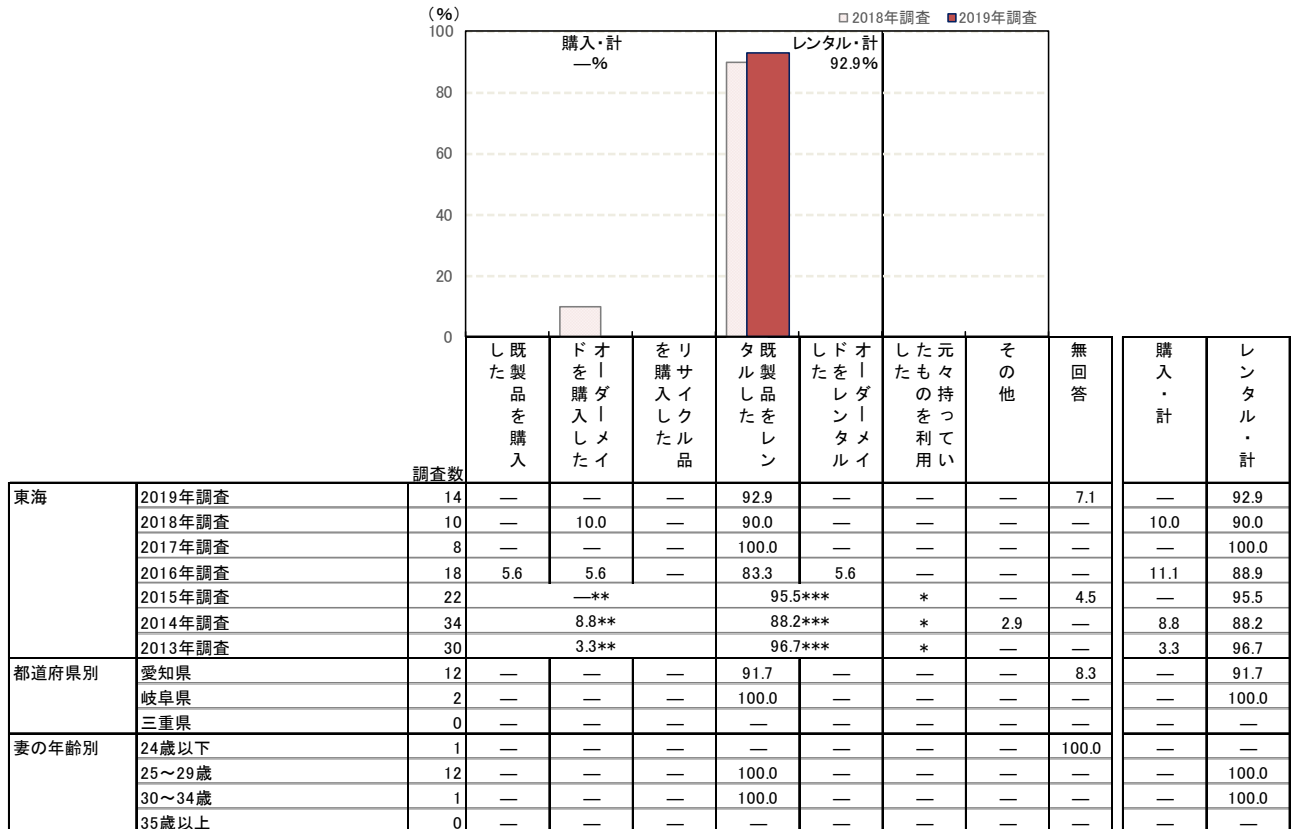 （%）
□2018年調査 ■2019年調査
100
購入・計
—%
レンタル・計
92.9%
80
60
40
20
0
既製品を購入した
オーダーメイドを購入した
リサイクル品を購入した
既製品をレンタルした
オーダーメイドをレンタルした
元々持っていたものを利用した
その他
無回答
購入・計
レンタル・計
調査数
東海 2019年調査 14 — — — 92.9 — — — 7.1 — 92.9
2018年調査 10 — 10.0 — 90.0 — — — — 10.0 90.0
2017年調査 8 — — — 100.0 — — — — — 100.0
2016年調査 18 5.6 5.6 — 83.3 5.6 — — — 11.1 88.9
2015年調査 22 —** 95.5*** * — 4.5 — 95.5
2014年調査 34 8.8** 88.2*** * 2.9 — 8.8 88.2
2013年調査 30 3.3** 96.7*** * — — 3.3 96.7
都道府県別 愛知県 12 — — — 91.7 — — — 8.3 — 91.7
岐阜県 2 — — — 100.0 — — — — — 100.0
三重県 0 — — — — — — — — — —
妻の年齢別 24歳以下 1 — — — — — — — 100.0 — —
25～29歳 12 — — — 100.0 — — — — — 100.0
30～34歳 1 — — — 100.0 — — — — — 100.0
35歳以上 0 — — — — — — — — — —